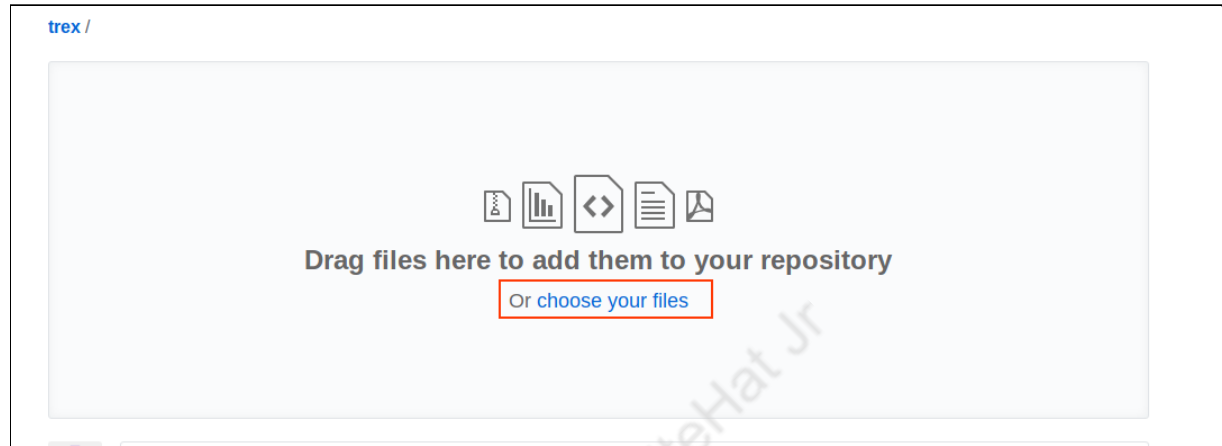 trex /
Drag files here to add them to your repository
Or choose your files